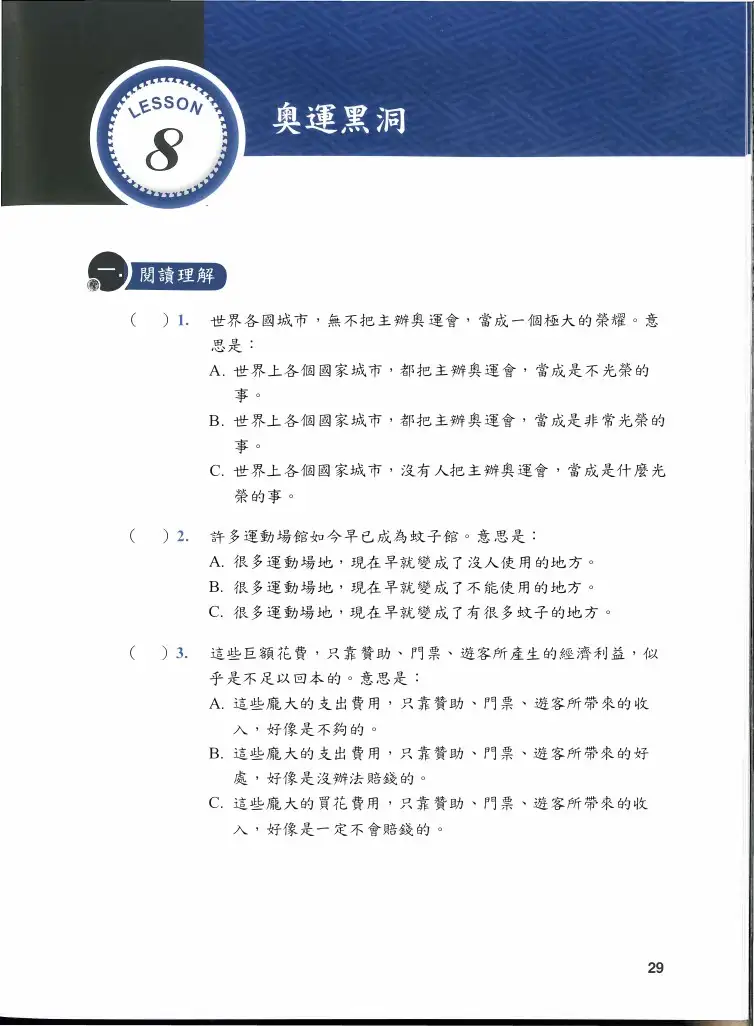 LESSON
8
奧運黑洞
一.
閱讀理解
(　) 1. 世界各國城市，無不把主辦奧運會，當成一個極大的榮耀。意
思是：
A. 世界上各個國家城市，都把主辦奧運會，當成是不光榮的
事。
B. 世界上各個國家城市，都把主辦奧運會，當成是非常光榮的
事。
C. 世界上各個國家城市，沒有人把主辦奧運會，當成是什麼光
榮的事。
(　) 2. 許多運動場館如今早已成為蚊子館。意思是：
A. 很多運動場地，現在早就變成了沒人使用的地方。
B. 很多運動場地，現在早就變成了不能使用的地方。
C. 很多運動場地，現在早就變成了有很多蚊子的地方。
(　) 3. 這些巨額花費，只靠贊助、門票、遊客所產生的經濟利益，似
乎是不足以回本的。意思是：
A. 這些龐大的支出費用，只靠贊助、門票、遊客所帶來的收
入，好像是不夠的。
B. 這些龐大的支出費用，只靠贊助、門票、遊客所帶來的好
處，好像是沒辦法賠錢的。
C. 這些龐大的買花費用，只靠贊助、門票、遊客所帶來的收
入，好像是一定不會賠錢的。
29